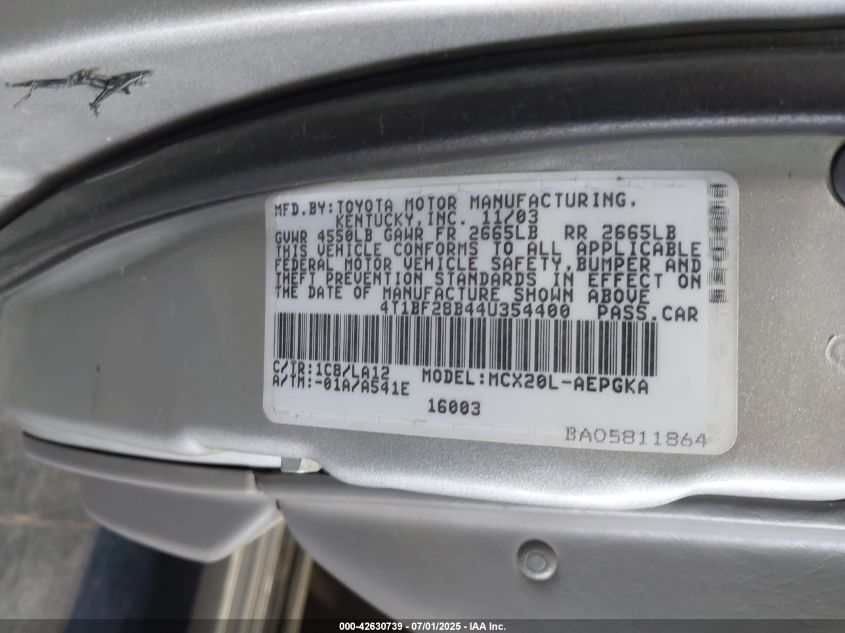 MFD.BY:TOYOTA MOTOR MANUFACTURING,
KENTUCKY,INC. 11/03
GVWR 4550LB GAWR FR 2665LB RR 2665LB
THIS VEHICLE CONFORMS TO ALL APPLICABLE
FEDERAL MOTOR VEHICLE SAFETY,BUMPER AND
THEFT PREVENTION STANDARDS IN EFFECT ON
THE DATE OF MANUFACTURE SHOWN ABOVE
4T1BF28B44U354400 PASS.CAR
C/TR:1C8/LA12
A/TM:-01A/A541E MODEL:MCX20L-AEPGKA
16003
BA05811864
000-42630739 - 07/01/2025 - IAA Inc.